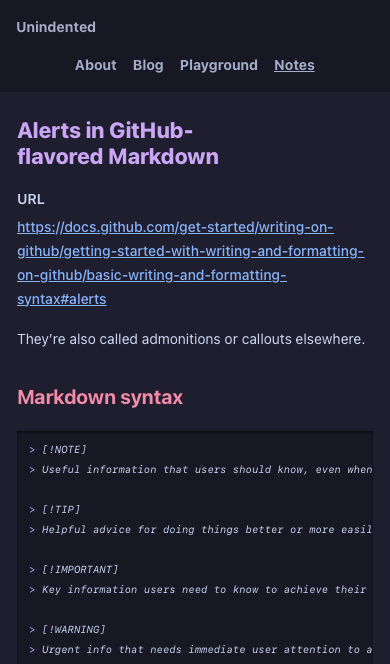 Unindented
About Blog Playground Notes
Alerts in GitHub-
flavored Markdown
URL
https://docs.github.com/get-started/writing-on-
github/getting-started-with-writing-and-formatting-
on-github/basic-writing-and-formatting-
syntax#alerts
They’re also called admonitions or callouts elsewhere.
Markdown syntax
> [!NOTE]
> Useful information that users should know, even when
> [!TIP]
> Helpful advice for doing things better or more easil
> [!IMPORTANT]
> Key information users need to know to achieve their
> [!WARNING]
> Urgent info that needs immediate user attention to a